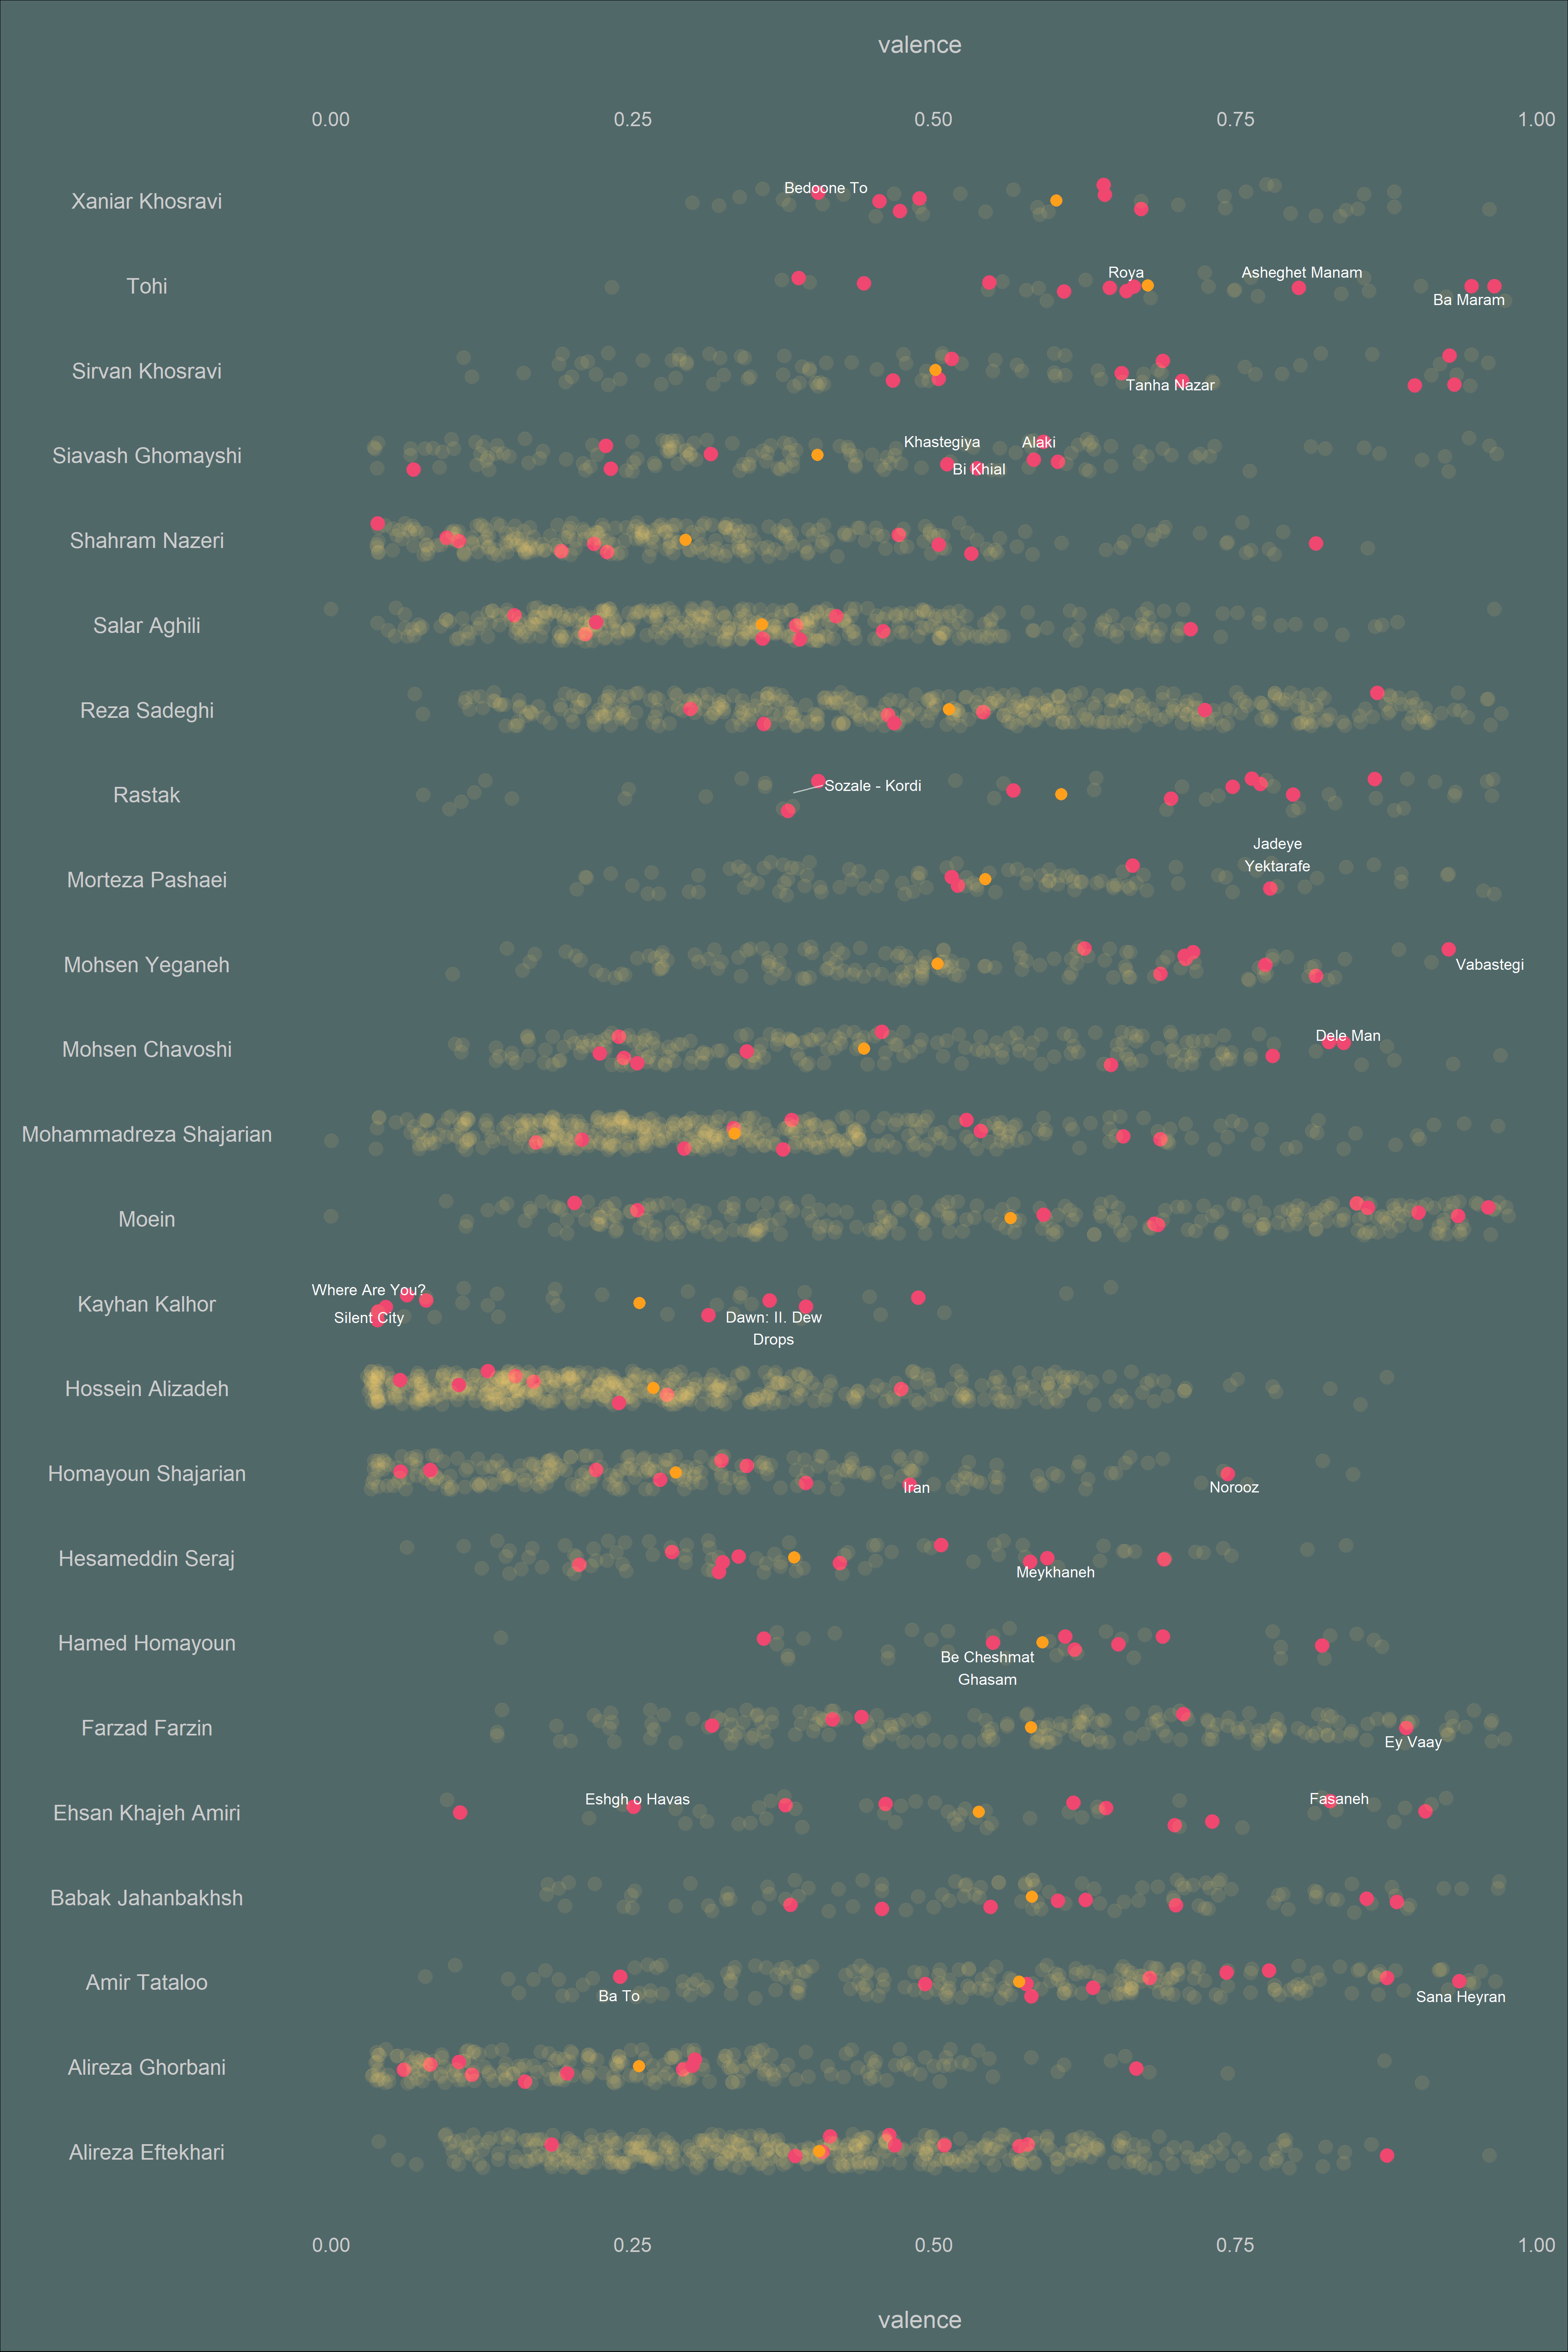 valence
0.00 0.25 0.50 0.75 1.00
Xaniar Khosravi
Bedoone To
Tohi
Roya
Asheghet Manam
Ba Maram
Sirvan Khosravi
Tanha Nazar
Siavash Ghomayshi
Khastegiya
Alaki
Bi Khial
Shahram Nazeri
Salar Aghili
Reza Sadeghi
Rastak
Sozale - Kordi
Morteza Pashaei
Jadeye
Yektarafe
Mohsen Yeganeh
Vabastegi
Mohsen Chavoshi
Dele Man
Mohammadreza Shajarian
Moein
Kayhan Kalhor
Where Are You?
Silent City
Dawn: II. Dew
Drops
Hossein Alizadeh
Homayoun Shajarian
Iran
Norooz
Hesameddin Seraj
Meykhaneh
Hamed Homayoun
Be Cheshmat
Ghasam
Farzad Farzin
Ey Vaay
Ehsan Khajeh Amiri
Eshgh o Havas
Fasaneh
Babak Jahanbakhsh
Amir Tataloo
Ba To
Sana Heyran
Alireza Ghorbani
Alireza Eftekhari
0.00 0.25 0.50 0.75 1.00
valence